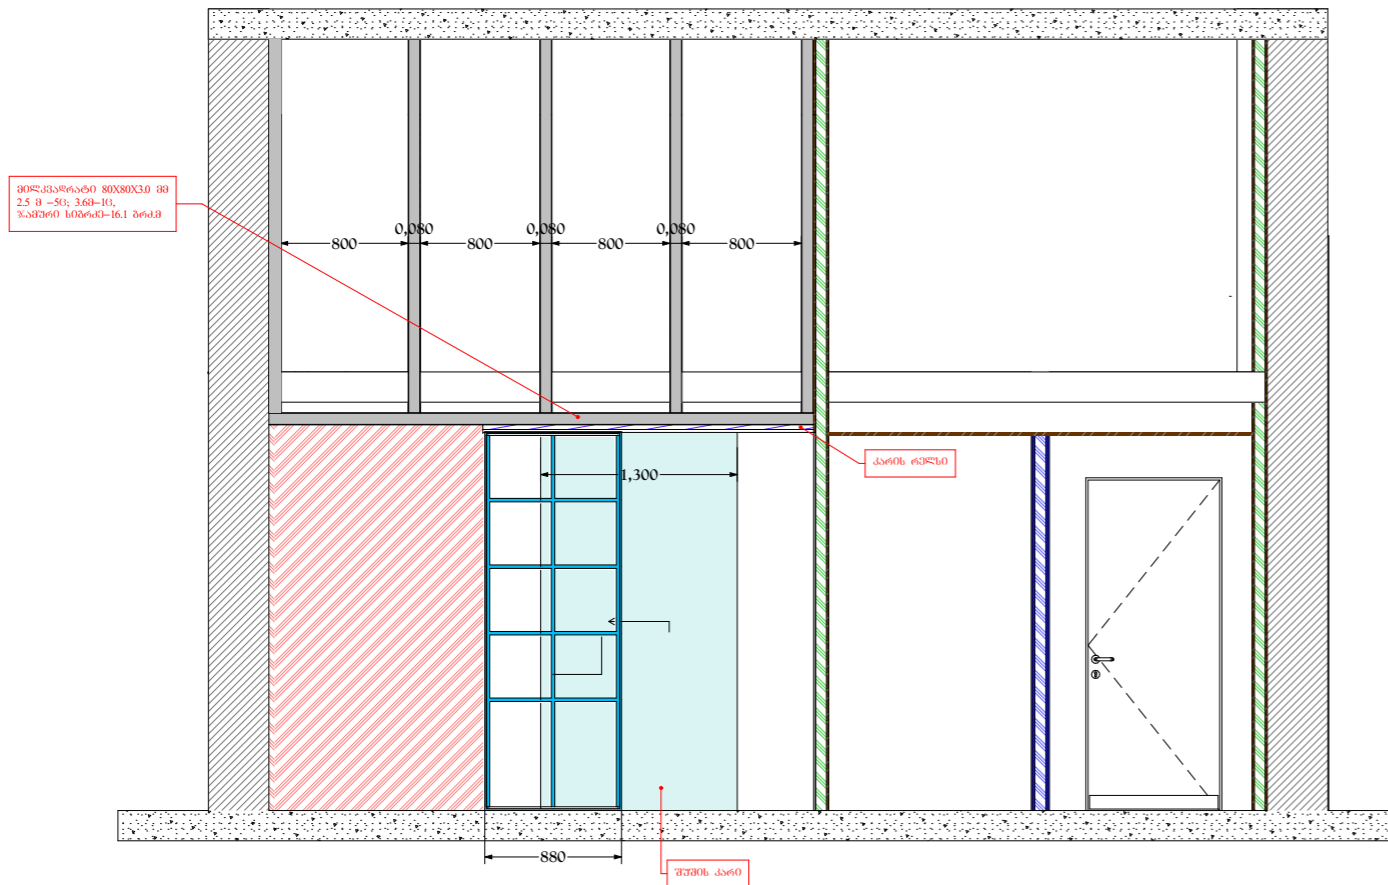 მილკვადრატი 80X80X3.0 მმ
2.5 მ –5ც; 3.6მ–1ც,
ჯამური სიგრძე–16.1 გრძ.მ
0,080 0,080 0,080
800 800 800 800
კარის რელსი
1,300
880
შუშის კარი